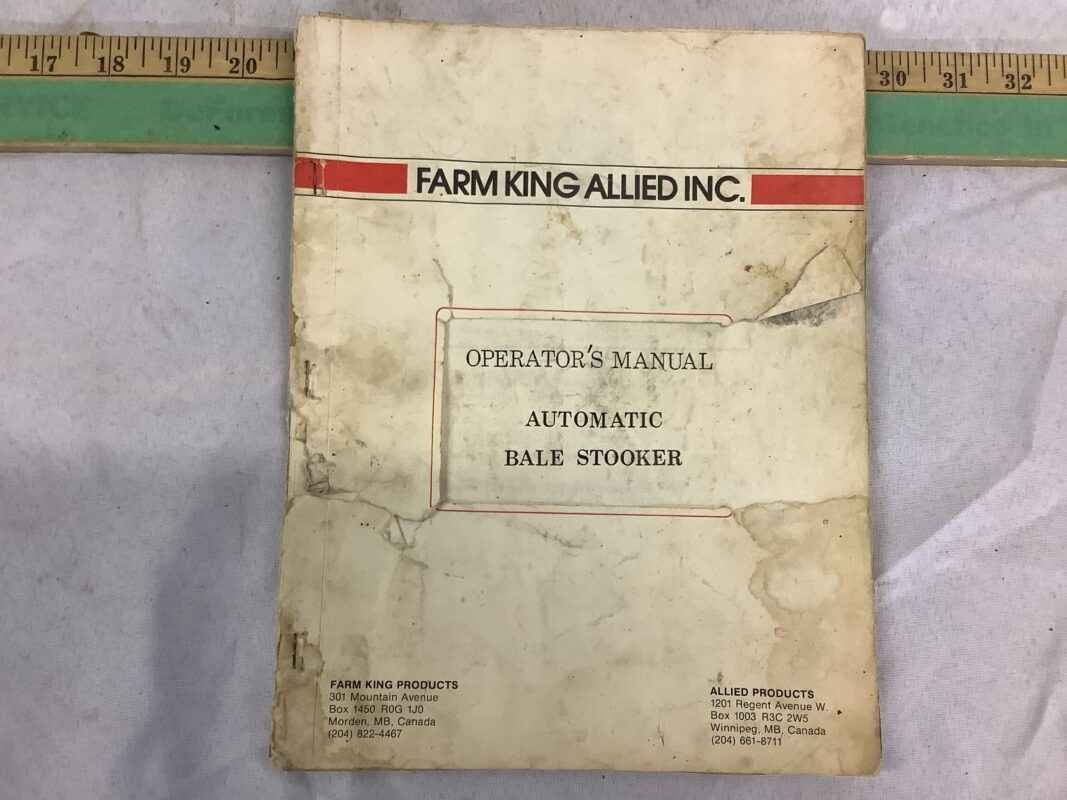 17 18 19 20
30 31 32
FARM KING ALLIED INC.
OPERATOR'S MANUAL
AUTOMATIC
BALE STOOKER
FARM KING PRODUCTS
301 Mountain Avenue
Box 1450 R0G 1J0
Morden, MB, Canada
(204) 822-4467
ALLIED PRODUCTS
1201 Regent Avenue W.
Box 1003 R3C 2W5
Winnipeg, MB, Canada
(204) 661-8711